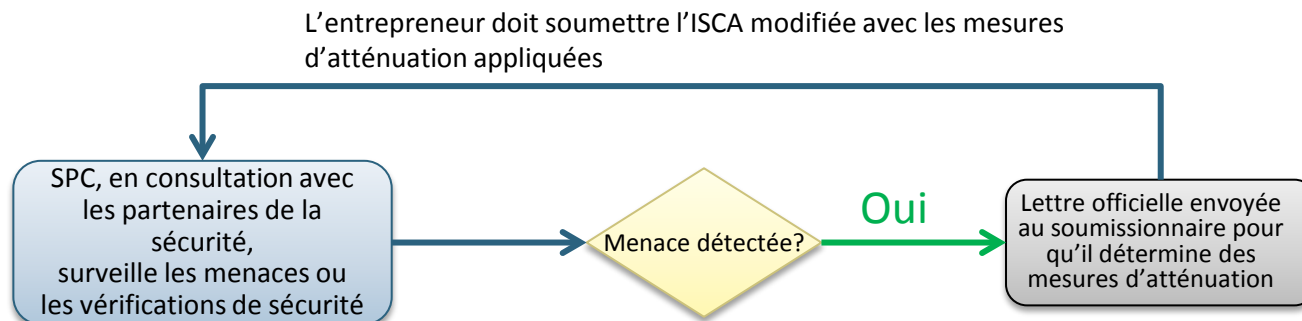 L’entrepreneur doit soumettre l’ISCA modifiée avec les mesures
d’atténuation appliquées
SPC, en consultation avec
les partenaires de la
sécurité,
surveille les menaces ou
les vérifications de sécurité
Menace détectée?
Oui
Lettre officielle envoyée
au soumissionnaire pour
qu’il détermine des
mesures d’atténuation